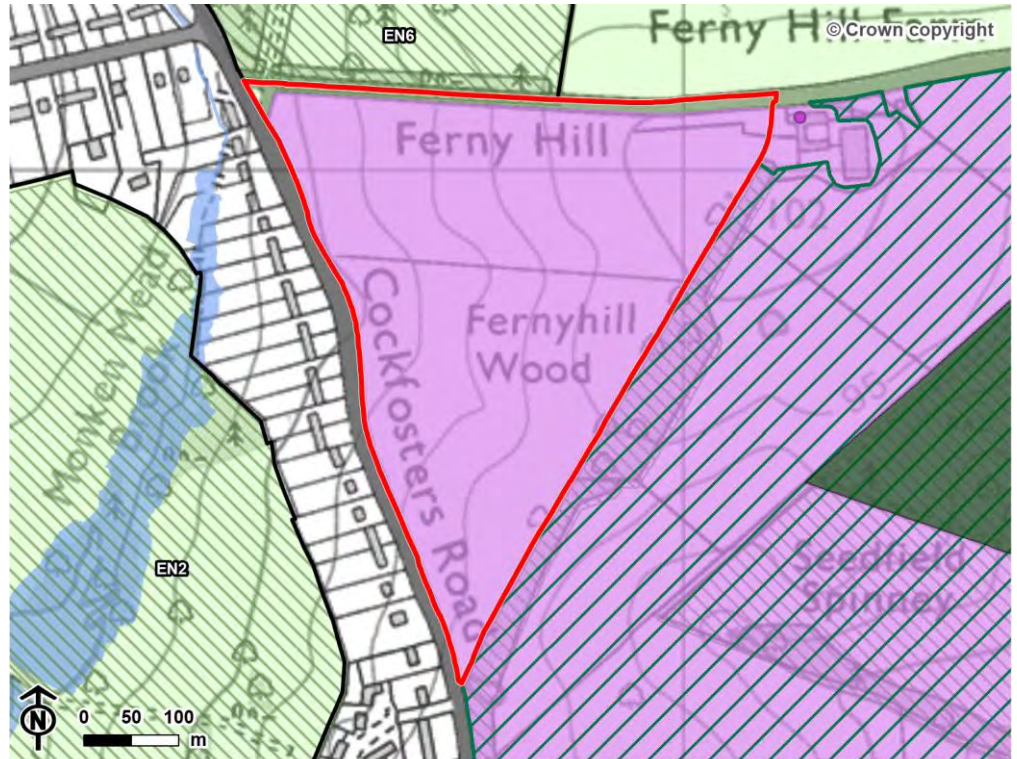 EN6
Ferny Hill Farm
© Crown copyright
Ferny Hill
102
Cockfosters Road
Fernyhill
Wood
Monken Mead
85
Seedfield
Spinney
EN2
N
0 50 100
m